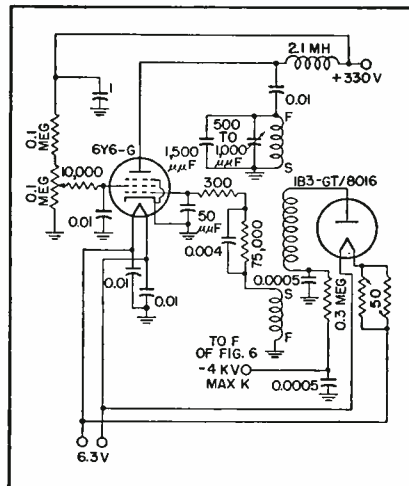 2.1 MH
+330 V
1
0.01
0.1 MEG
6Y6-G
500 TO 1,000 μμF
F
1,500 μμF
S
1B3-GT/8016
10,000
300
0.1 MEG
0.01
50 μμF
0.004
75,000
0.0005
0.3 MEG
50
0.01
0.01
S
F
TO F
OF FIG. 6
-4 KV
MAX K
0.0005
6.3 V